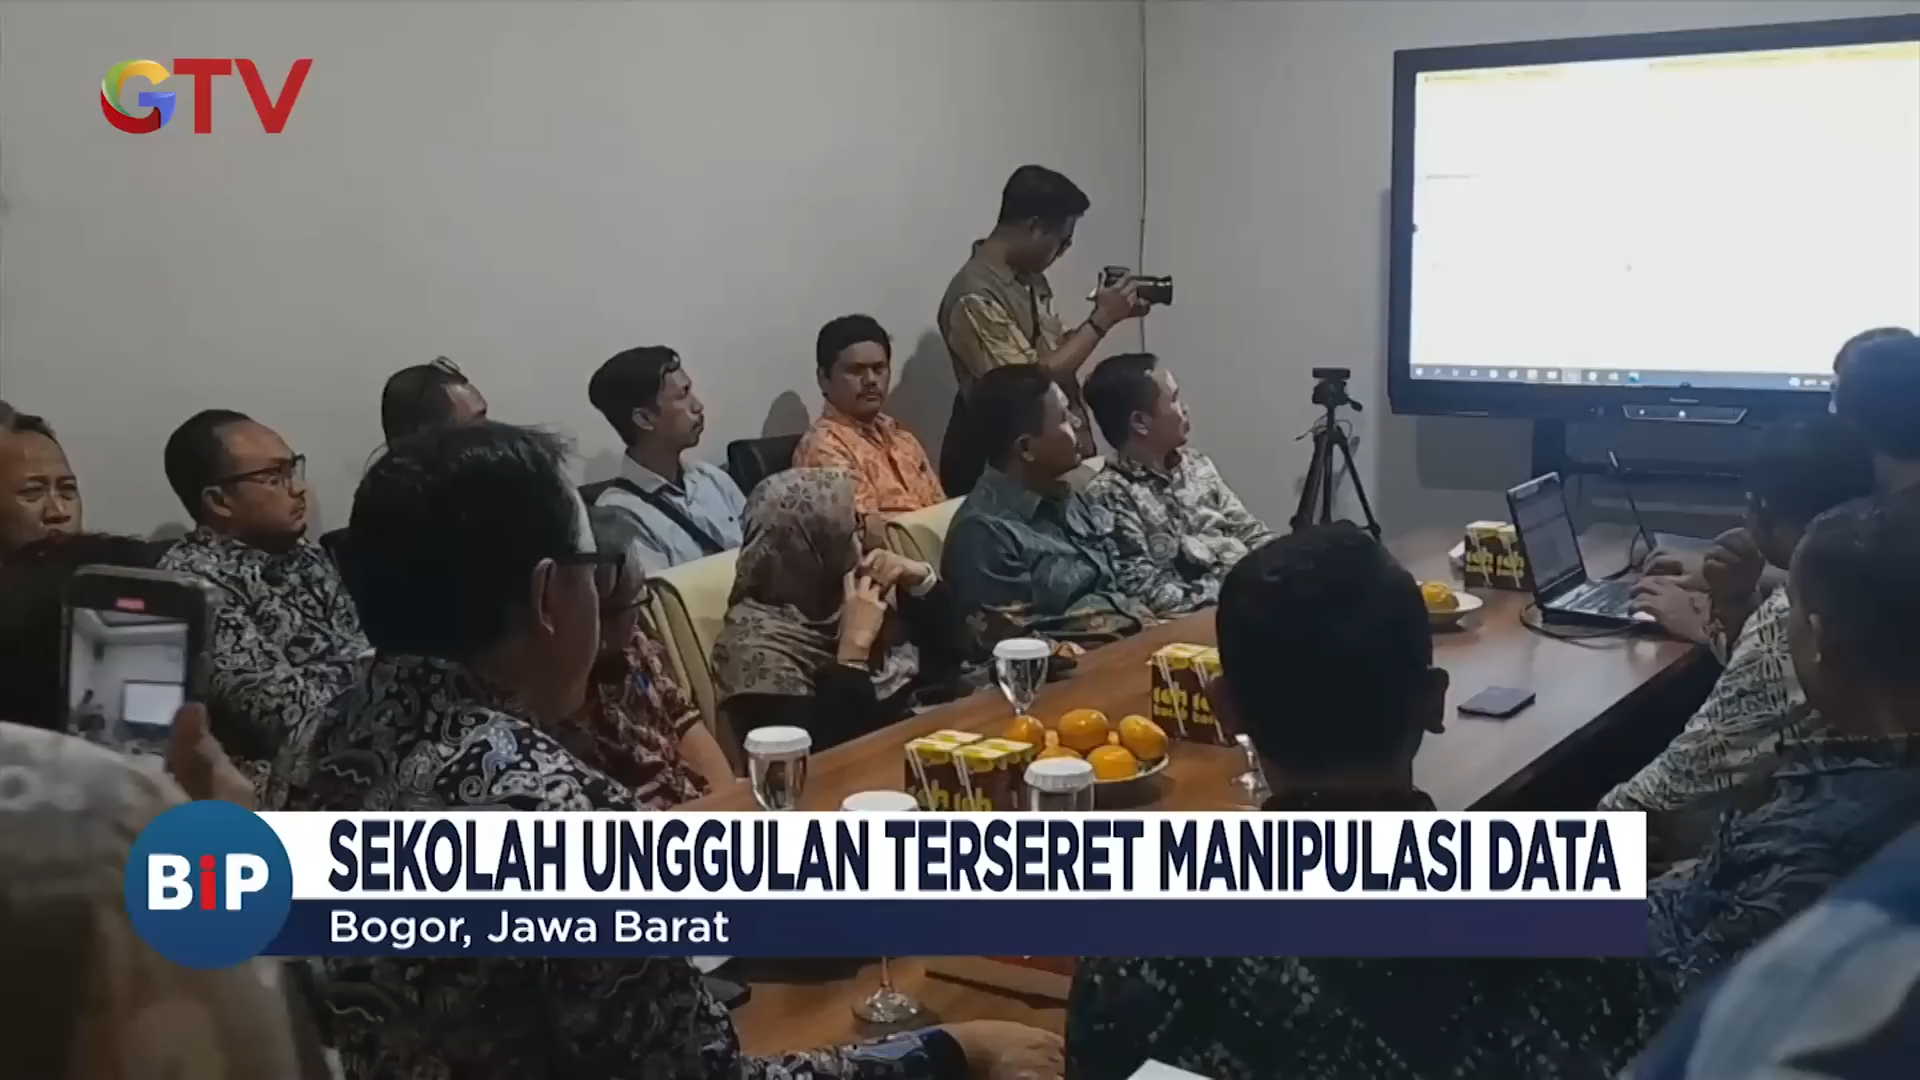 GTV
SEKOLAH UNGGULAN TERSERET MANIPULASI DATA
BiP
Bogor, Jawa Barat